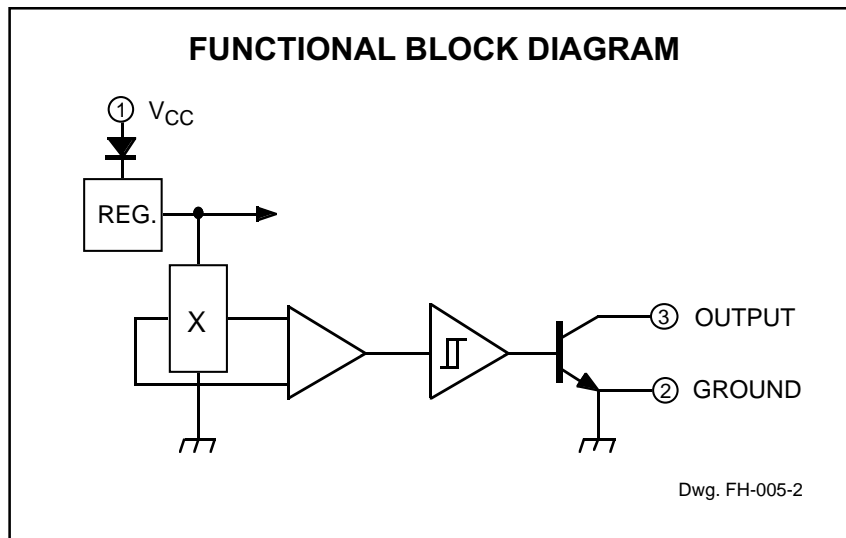 FUNCTIONAL BLOCK DIAGRAM
1 VCC
REG.
X
3 OUTPUT
2 GROUND
Dwg. FH-005-2